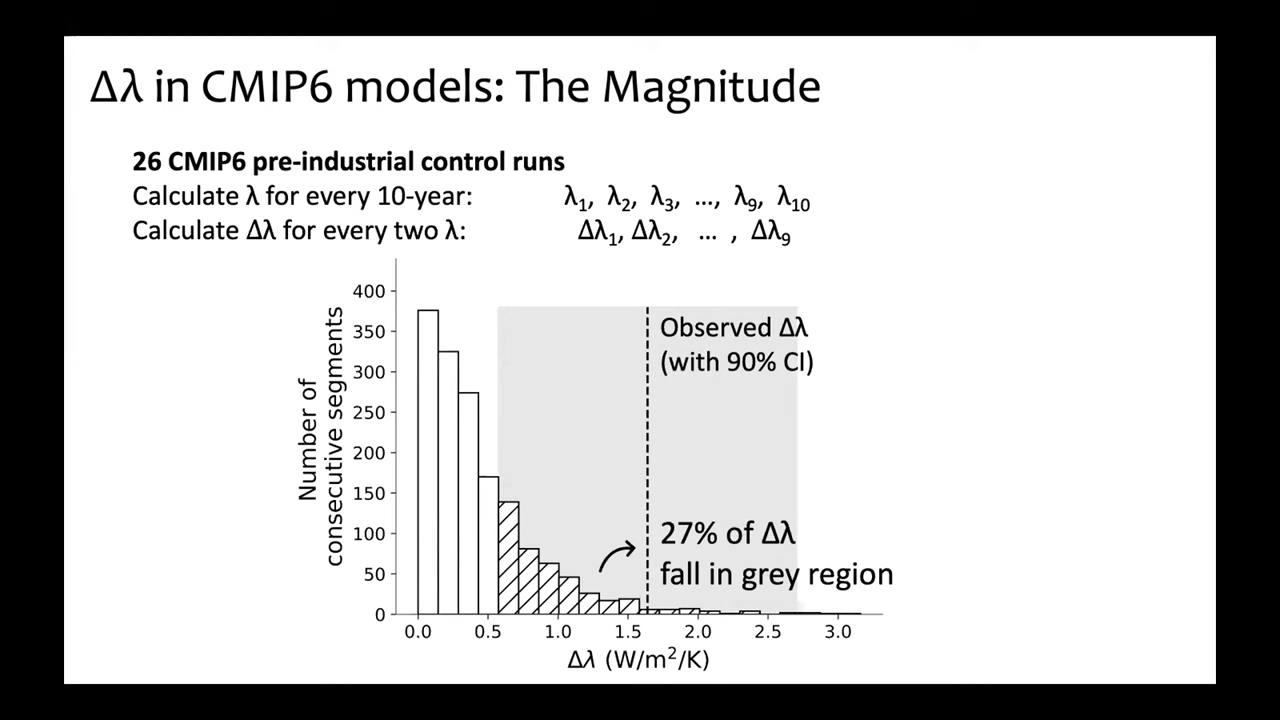 Δλ in CMIP6 models: The Magnitude
26 CMIP6 pre-industrial control runs
Calculate λ for every 10-year: λ1, λ2, λ3, ..., λ9, λ10
Calculate Δλ for every two λ: Δλ1, Δλ2, ... , Δλ9
400
350
300
250
200
150
100
50
0
Number of
consecutive segments
Observed Δλ
(with 90% CI)
27% of Δλ
fall in grey region
0.0 0.5 1.0 1.5 2.0 2.5 3.0
Δλ (W/m²/K)